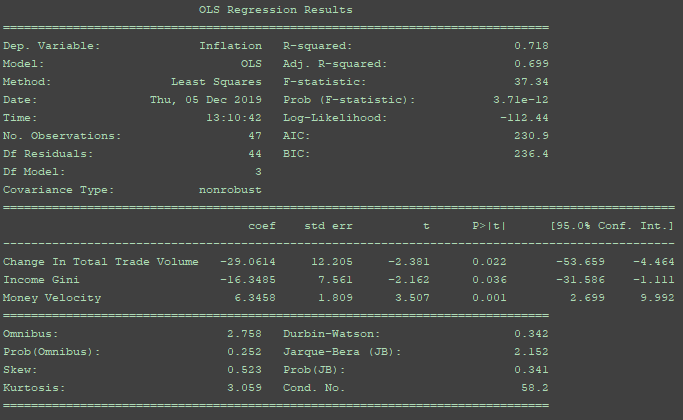 OLS Regression Results
==============================================================================
Dep. Variable: Inflation R-squared: 0.718
Model: OLS Adj. R-squared: 0.699
Method: Least Squares F-statistic: 37.34
Date: Thu, 05 Dec 2019 Prob (F-statistic): 3.71e-12
Time: 13:10:42 Log-Likelihood: -112.44
No. Observations: 47 AIC: 230.9
Df Residuals: 44 BIC: 236.4
Df Model: 3
Covariance Type: nonrobust
================================================================================================
coef std err t P>|t| [95.0% Conf. Int.]
------------------------------------------------------------------------------------------------
Change In Total Trade Volume -29.0614 12.205 -2.381 0.022 -53.659 -4.464
Income Gini -16.3485 7.561 -2.162 0.036 -31.586 -1.111
Money Velocity 6.3458 1.809 3.507 0.001 2.699 9.992
==============================================================================
Omnibus: 2.758 Durbin-Watson: 0.342
Prob(Omnibus): 0.252 Jarque-Bera (JB): 2.152
Skew: 0.523 Prob(JB): 0.341
Kurtosis: 3.059 Cond. No. 58.2
==============================================================================